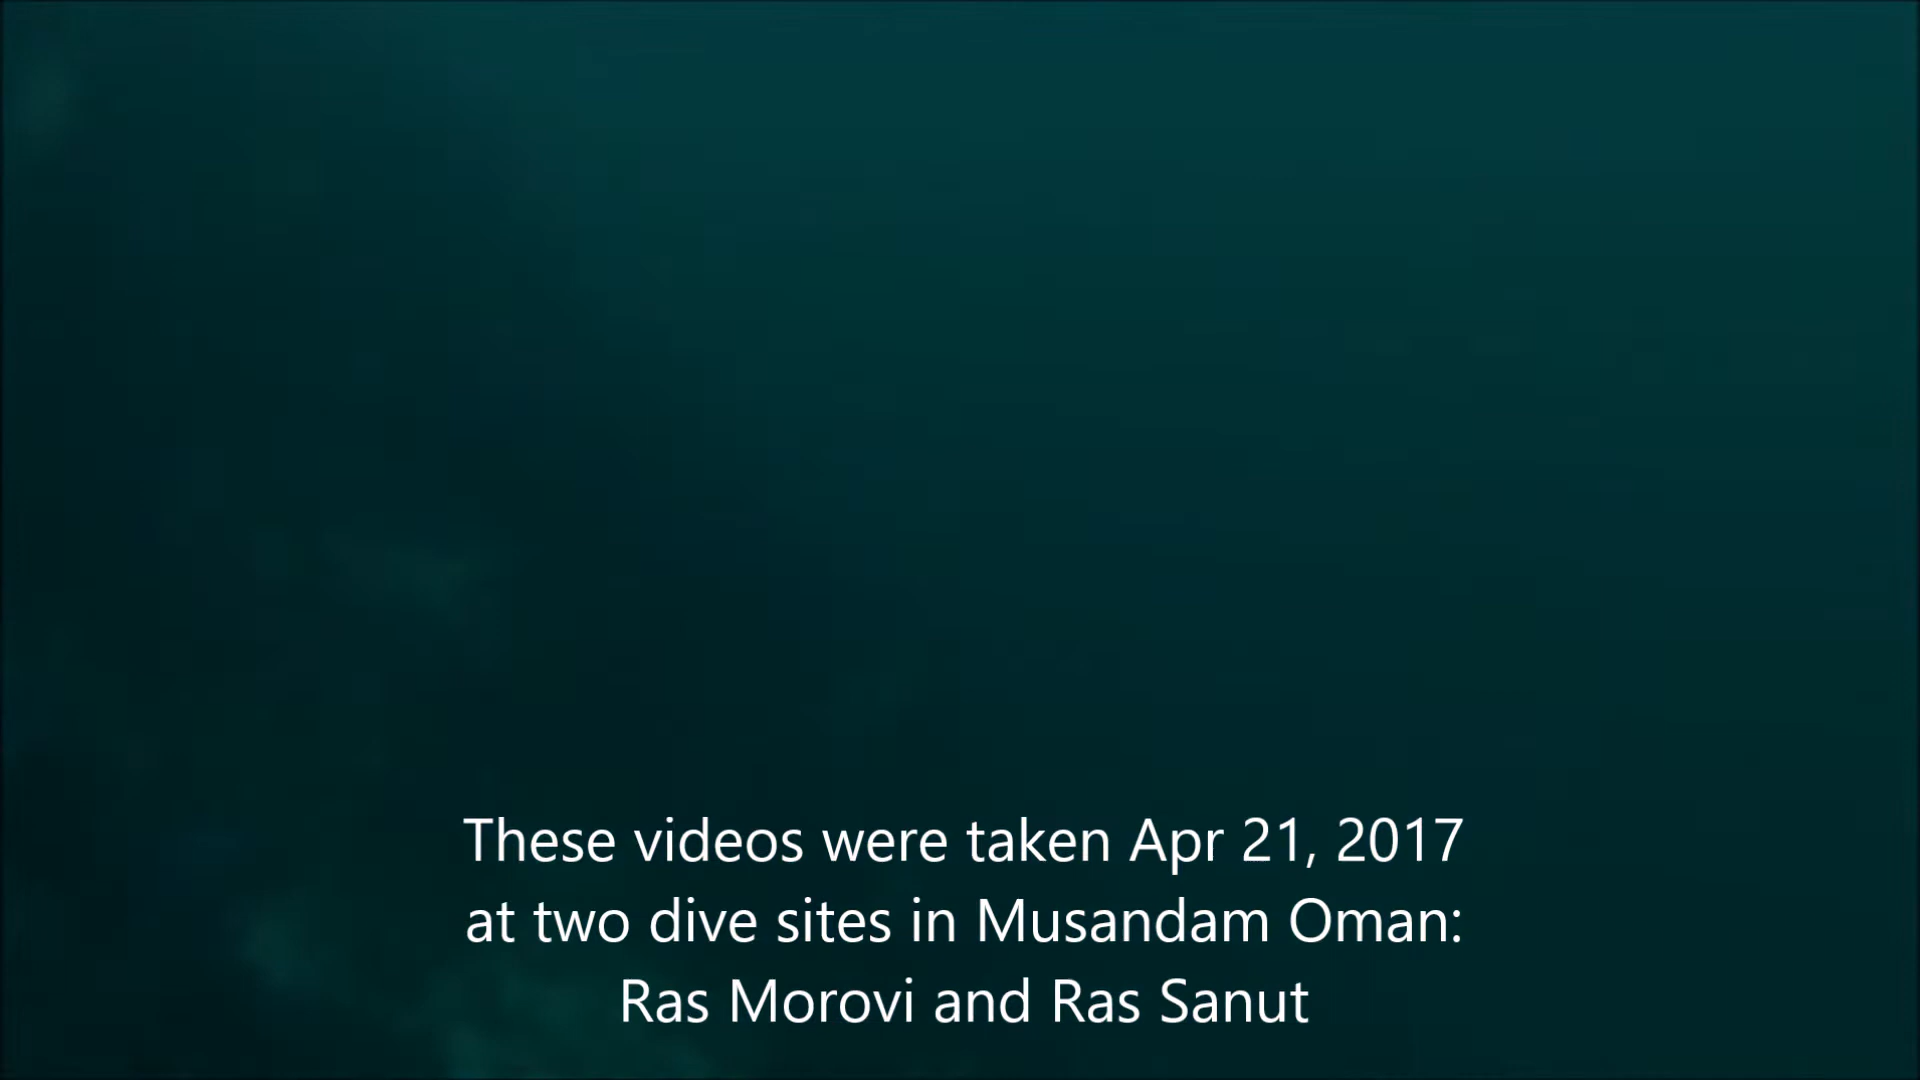 These videos were taken Apr 21, 2017
at two dive sites in Musandam Oman:
Ras Morovi and Ras Sanut